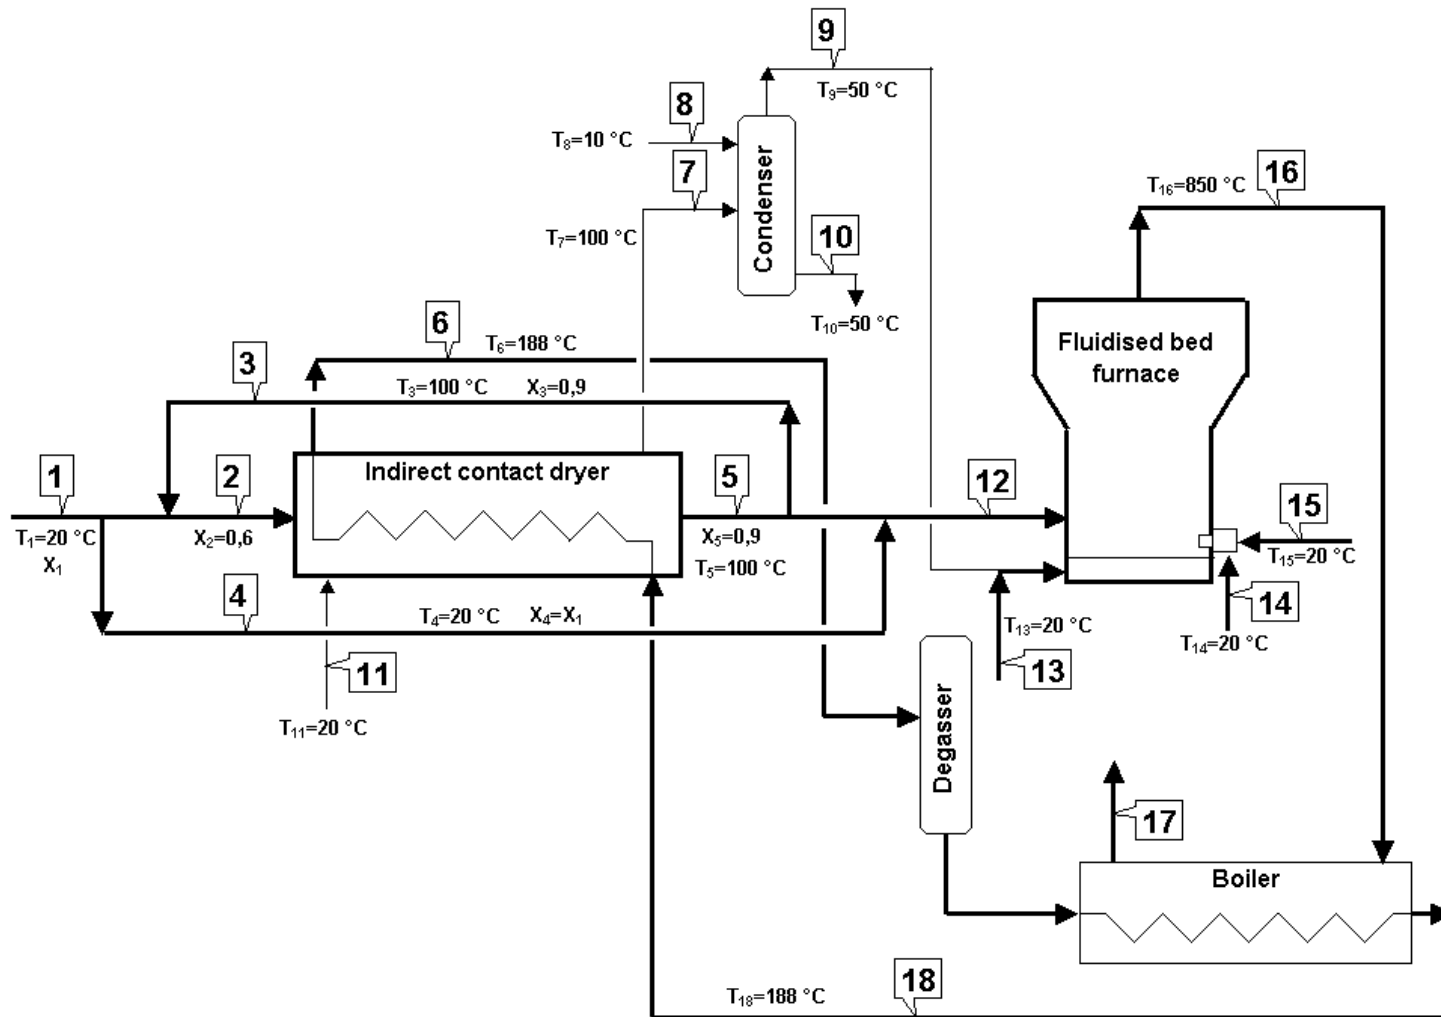 9
T₉=50 °C
8
T₈=10 °C
7
T₇=100 °C
Condenser
10
T₁₀=50 °C
16
T₁₆=850 °C
6
T₆=188 °C
3
T₃=100 °C X₃=0,9
Fluidised bed
furnace
1
T₁=20 °C
X₁
2
X₂=0,6
Indirect contact dryer
5
X₅=0,9
T₅=100 °C
12
15
T₁₅=20 °C
4
T₄=20 °C X₄=X₁
11
T₁₁=20 °C
T₁₃=20 °C
13
14
T₁₄=20 °C
Degasser
17
Boiler
18
T₁₈=188 °C